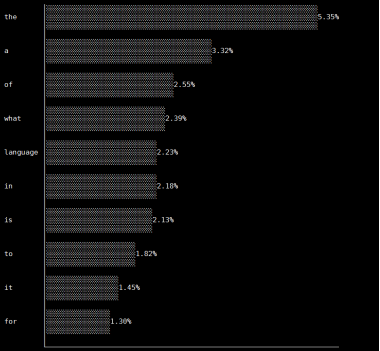 the 5.35%
a 3.32%
of 2.55%
what 2.39%
language 2.23%
in 2.18%
is 2.13%
to 1.82%
it 1.45%
for 1.30%